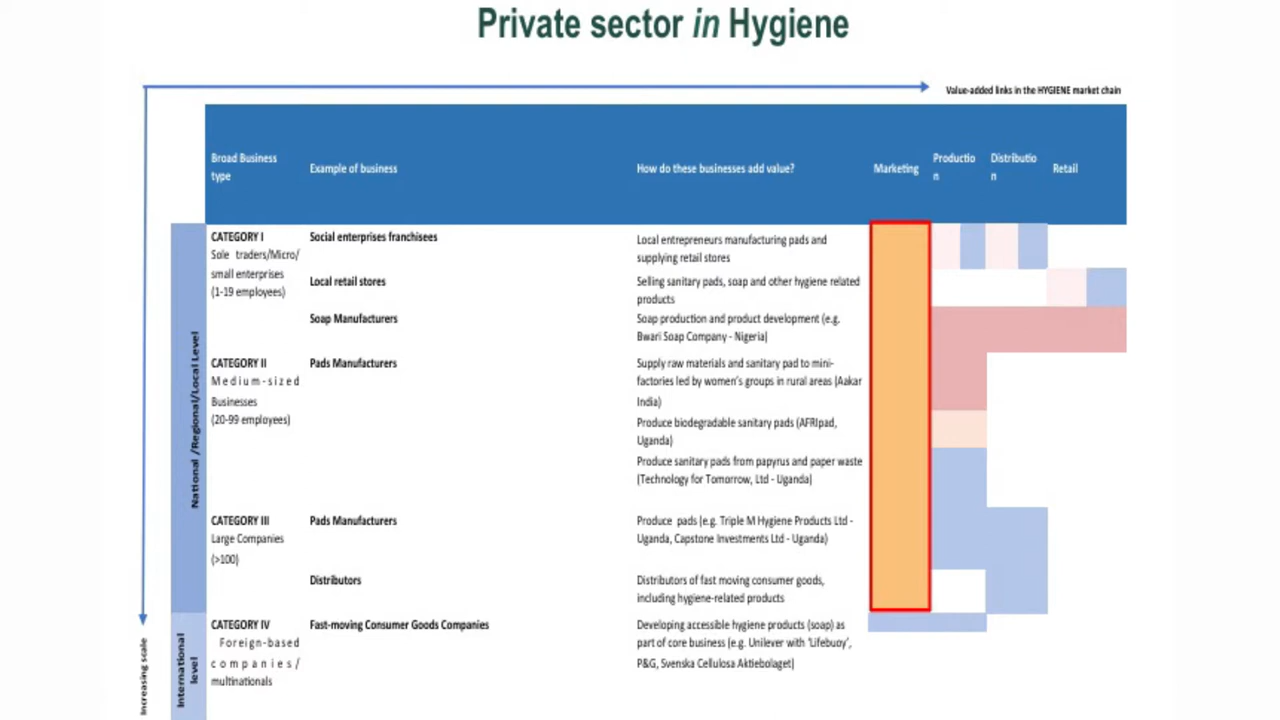 Private sector in Hygiene
Value-added links in the HYGIENE market chain
Broad Business
type
Example of business
How do these businesses add value?
Marketing
Productio
n
Distributio
n
Retail
National /Regional/Local Level
CATEGORY I
Sole traders/Micro/
small enterprises
(1-19 employees)
Social enterprises franchisees
Local entrepreneurs manufacturing pads and
supplying retail stores
Local retail stores
Selling sanitary pads, soap and other hygiene related
products
Soap Manufacturers
Soap production and product development (e.g.
Bwari Soap Company - Nigeria)
CATEGORY II
Medium-sized
Businesses
(20-99 employees)
Pads Manufacturers
Supply raw materials and sanitary pad to mini-
factories led by women's groups in rural areas (Aakar
India)
Produce biodegradable sanitary pads (AFRIpad,
Uganda)
Produce sanitary pads from papyrus and paper waste
(Technology for Tomorrow, Ltd - Uganda)
CATEGORY III
Large Companies
(>100)
Pads Manufacturers
Produce pads (e.g. Triple M Hygiene Products Ltd -
Uganda, Capstone Investments Ltd - Uganda)
Distributors
Distributors of fast moving consumer goods,
including hygiene-related products
International
level
CATEGORY IV
Foreign-based
companies/
multinationals
Fast-moving Consumer Goods Companies
Developing accessible hygiene products (soap) as
part of core business (e.g. Unilever with 'Lifebuoy',
P&G, Svenska Cellulosa Aktiebolaget)
Increasing scale